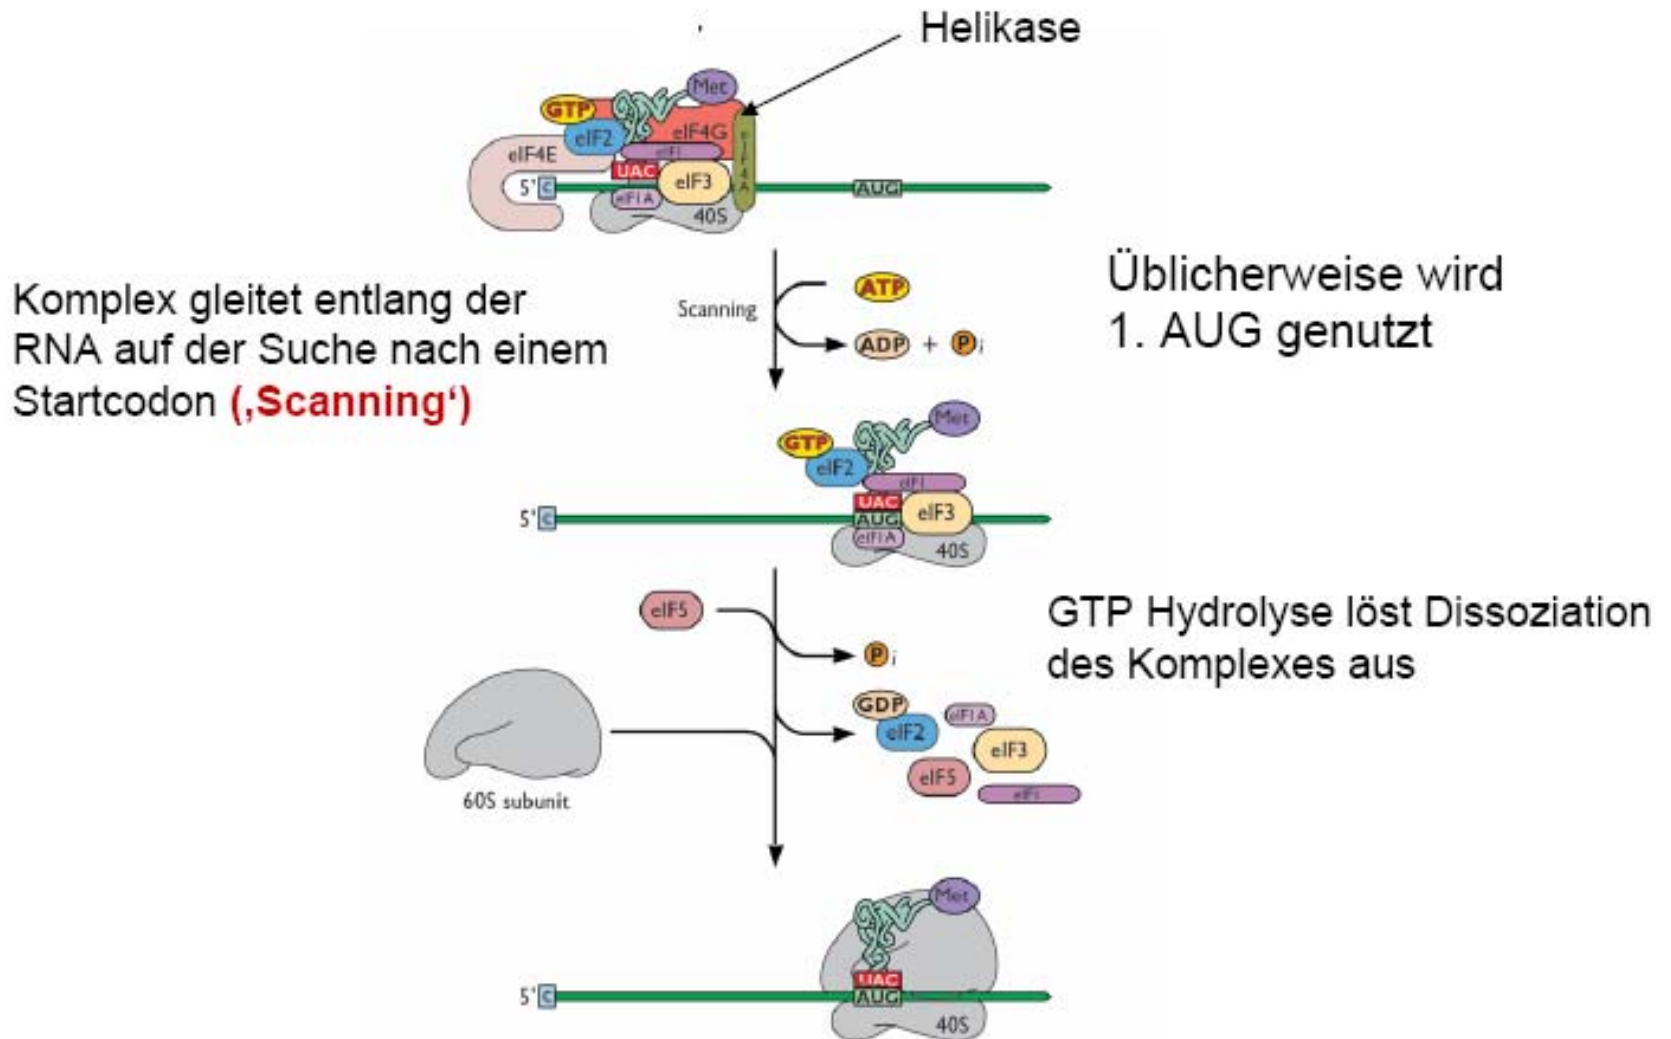 Helikase
Met
GTP
eIF2
eIF4G
eIF4E
eIF1
eIF4A
UAC
eIF3
5' C
AUG
eIF1A
40S
Komplex gleitet entlang der
RNA auf der Suche nach einem
Startcodon (‚Scanning‘)
Scanning
ATP
ADP + Pi
Üblicherweise wird
1. AUG genutzt
Met
GTP
eIF2
eIF1
UAC
5' C
AUG
eIF3
eIF1A
40S
eIF5
Pi
GTP Hydrolyse löst Dissoziation
des Komplexes aus
GDP
eIF2
eIF1A
eIF3
eIF5
eIF1
60S subunit
Met
UAC
5' C
AUG
40S